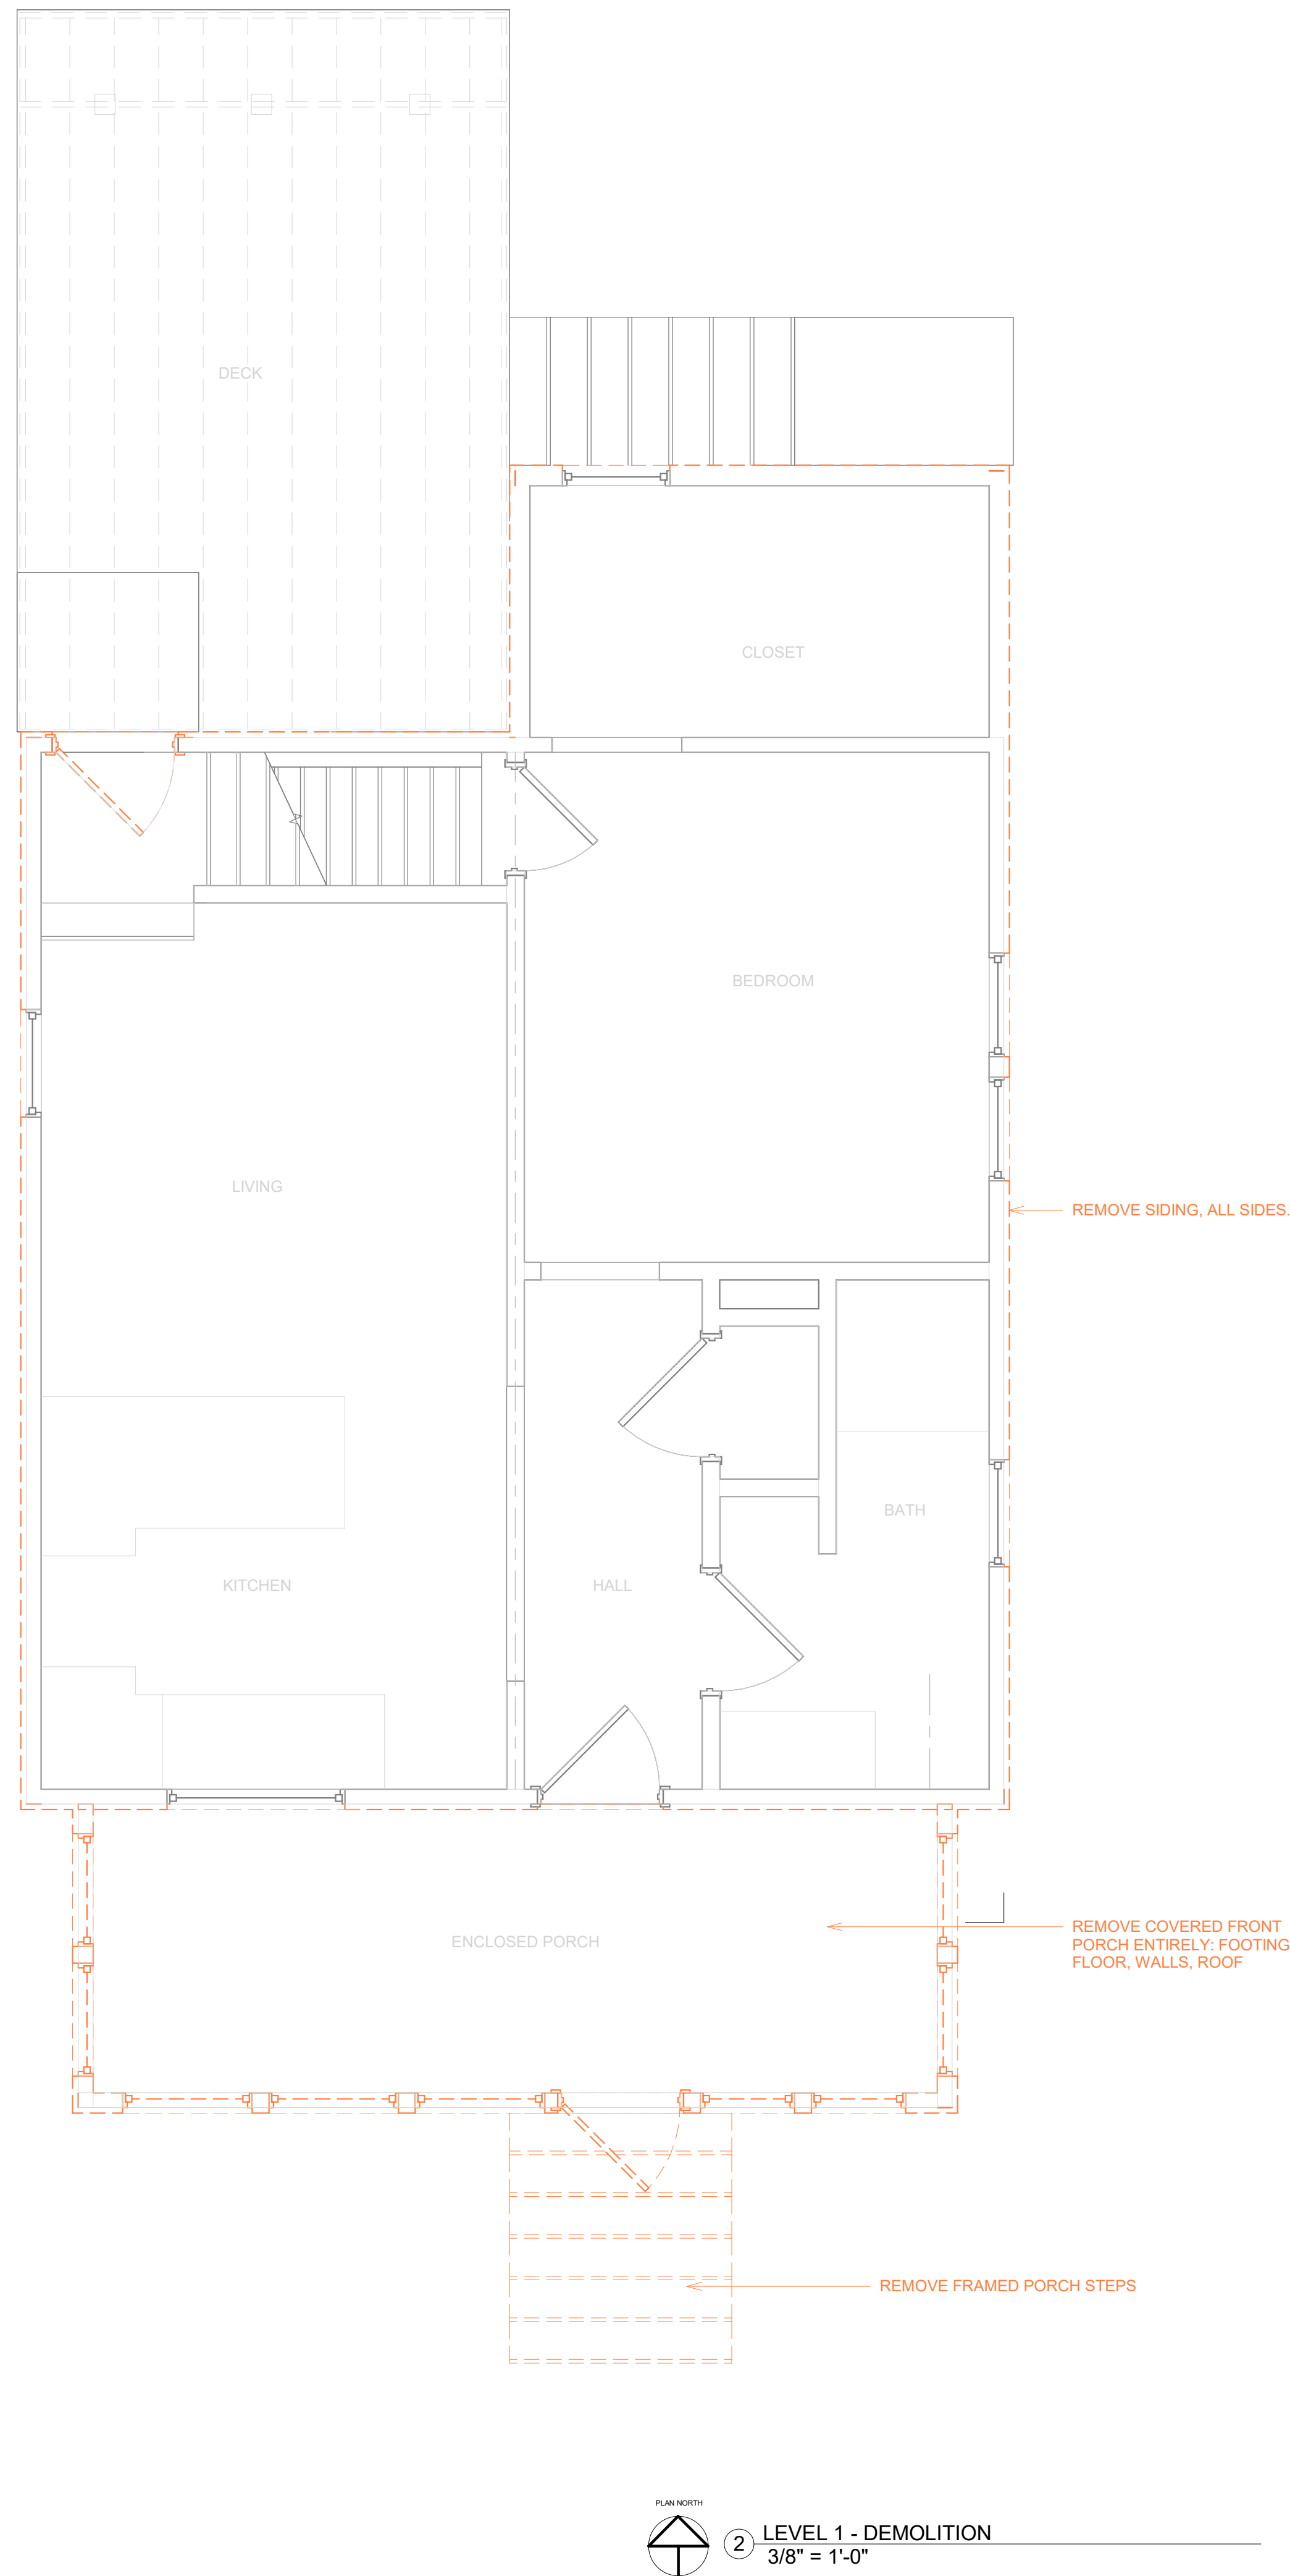 DECK
CLOSET
BEDROOM
LIVING
REMOVE SIDING, ALL SIDES.
BATH
KITCHEN
HALL
ENCLOSED PORCH
REMOVE COVERED FRONT
PORCH ENTIRELY: FOOTING
FLOOR, WALLS, ROOF
REMOVE FRAMED PORCH STEPS
PLAN NORTH
2
LEVEL 1 - DEMOLITION
3/8" = 1'-0"